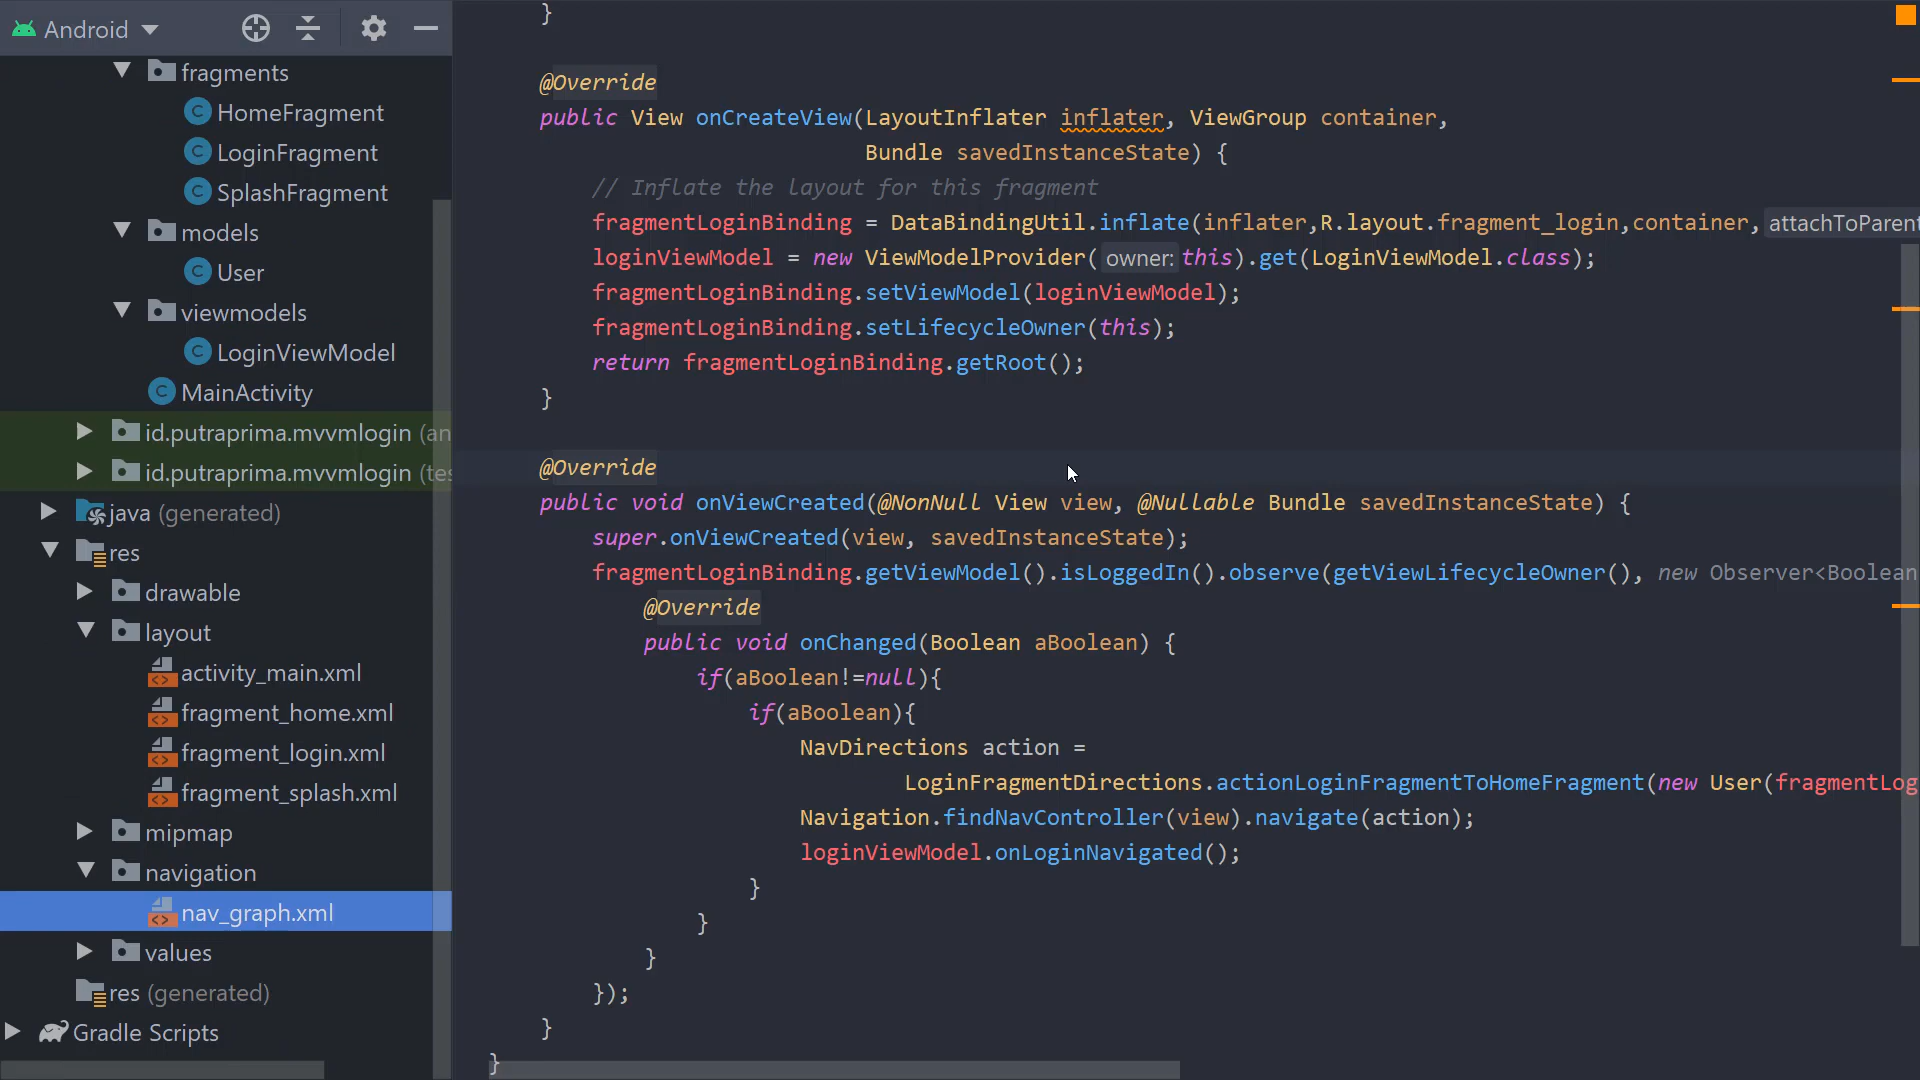 Android
fragments
HomeFragment
LoginFragment
SplashFragment
models
User
viewmodels
LoginViewModel
MainActivity
id.putraprima.mvvmlogin (an
id.putraprima.mvvmlogin (tes
java (generated)
res
drawable
layout
activity_main.xml
fragment_home.xml
fragment_login.xml
fragment_splash.xml
mipmap
navigation
nav_graph.xml
values
res (generated)
Gradle Scripts
}
@Override
public View onCreateView(LayoutInflater inflater, ViewGroup container,
Bundle savedInstanceState) {
// Inflate the layout for this fragment
fragmentLoginBinding = DataBindingUtil.inflate(inflater,R.layout.fragment_login,container, attachToParent
loginViewModel = new ViewModelProvider( owner: this).get(LoginViewModel.class);
fragmentLoginBinding.setViewModel(loginViewModel);
fragmentLoginBinding.setLifecycleOwner(this);
return fragmentLoginBinding.getRoot();
}
@Override
public void onViewCreated(@NonNull View view, @Nullable Bundle savedInstanceState) {
super.onViewCreated(view, savedInstanceState);
fragmentLoginBinding.getViewModel().isLoggedIn().observe(getViewLifecycleOwner(), new Observer<Boolean
@Override
public void onChanged(Boolean aBoolean) {
if(aBoolean!=null){
if(aBoolean){
NavDirections action =
LoginFragmentDirections.actionLoginFragmentToHomeFragment(new User(fragmentLog
Navigation.findNavController(view).navigate(action);
loginViewModel.onLoginNavigated();
}
}
}
});
}
}